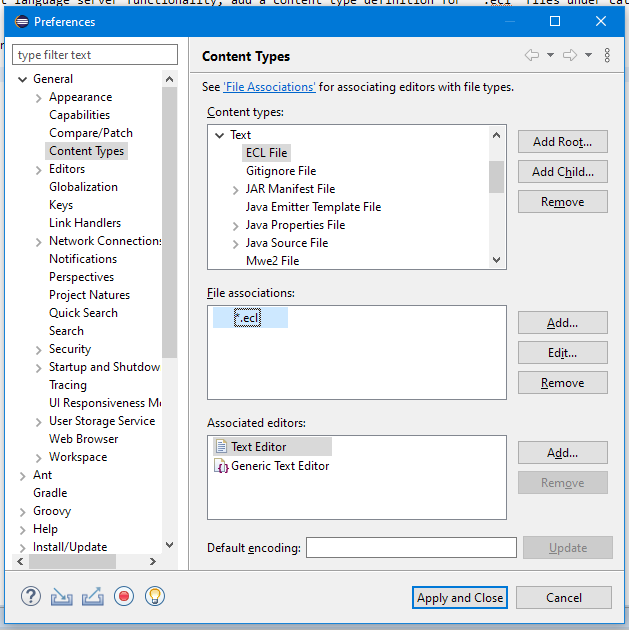 t language server functionality, add a content type definition for
Preferences
type filter text
General
Appearance
Capabilities
Compare/Patch
Content Types
Editors
Globalization
Keys
Link Handlers
Network Connections
Notifications
Perspectives
Project Natures
Quick Search
Search
Security
Startup and Shutdow
Tracing
UI Responsiveness M
User Storage Service
Web Browser
Workspace
Ant
Gradle
Groovy
Help
Install/Update
Content Types
See 'File Associations' for associating editors with file types.
Content types:
Text
ECL File
Gitignore File
JAR Manifest File
Java Emitter Template File
Java Properties File
Java Source File
Mwe2 File
Add Root...
Add Child...
Remove
File associations:
*.ecl
Add...
Edit...
Remove
Associated editors:
Text Editor
Generic Text Editor
Add...
Remove
Default encoding:
Update
Apply and Close
Cancel